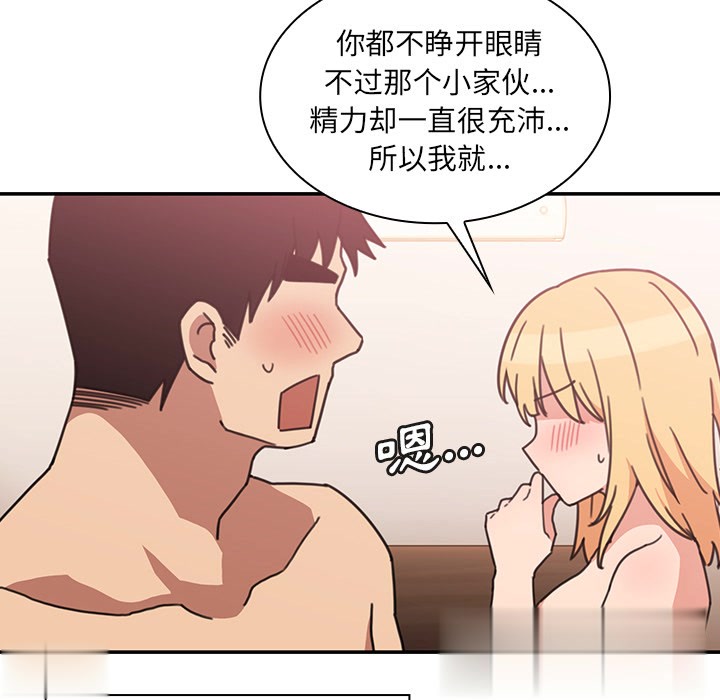 你都不睁开眼睛
不过那个小家伙…
精力却一直很充沛…
所以我就…
嗯…